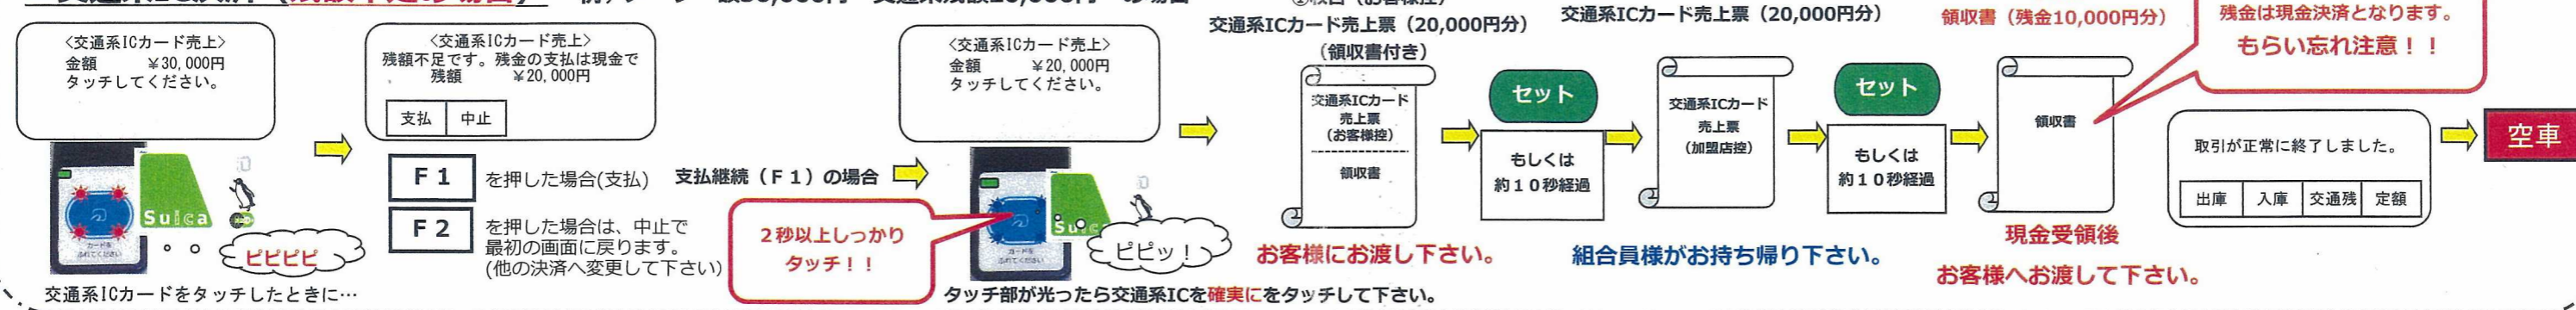 残金は現金決済となります。
もらい忘れ注意！！
交通系ICカード売上票（20,000円分）
（領収書付き）
交通系ICカード売上票（20,000円分）
領収書（残金10,000円分）
＜交通系ICカード売上＞
金額　　　￥30,000円
タッチしてください。
＜交通系ICカード売上＞
残額不足です。残金の支払は現金で
残額　　　￥20,000円
支払　中止
＜交通系ICカード売上＞
金額　　　￥20,000円
タッチしてください。
交通系ICカード
売上票
（お客様控）
領収書
セット
もしくは
約１０秒経過
交通系ICカード
売上票
（加盟店控）
セット
もしくは
約１０秒経過
領収書
取引が正常に終了しました。
出庫　入庫　交通残　定額
空車
Suica
カードを
ふれてください
ピピピピ
交通系ICカードをタッチしたときに…
F１
を押した場合(支払)
F２
を押した場合は、中止で
最初の画面に戻ります。
(他の決済へ変更して下さい)
支払継続（F１）の場合
２秒以上しっかり
タッチ！！
Suic
ピピッ！
タッチ部が光ったら交通系ICを確実にをタッチして下さい。
お客様にお渡し下さい。
組合員様がお持ち帰り下さい。
現金受領後
お客様へお渡して下さい。